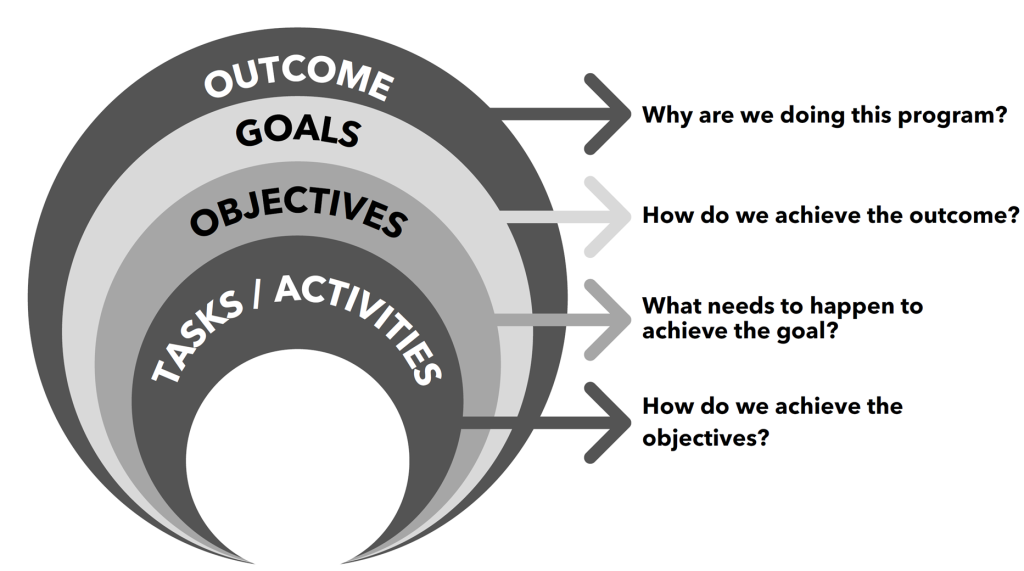 OUTCOME
Why are we doing this program?
GOALS
How do we achieve the outcome?
OBJECTIVES
What needs to happen to
achieve the goal?
TASKS / ACTIVITIES
How do we achieve the
objectives?